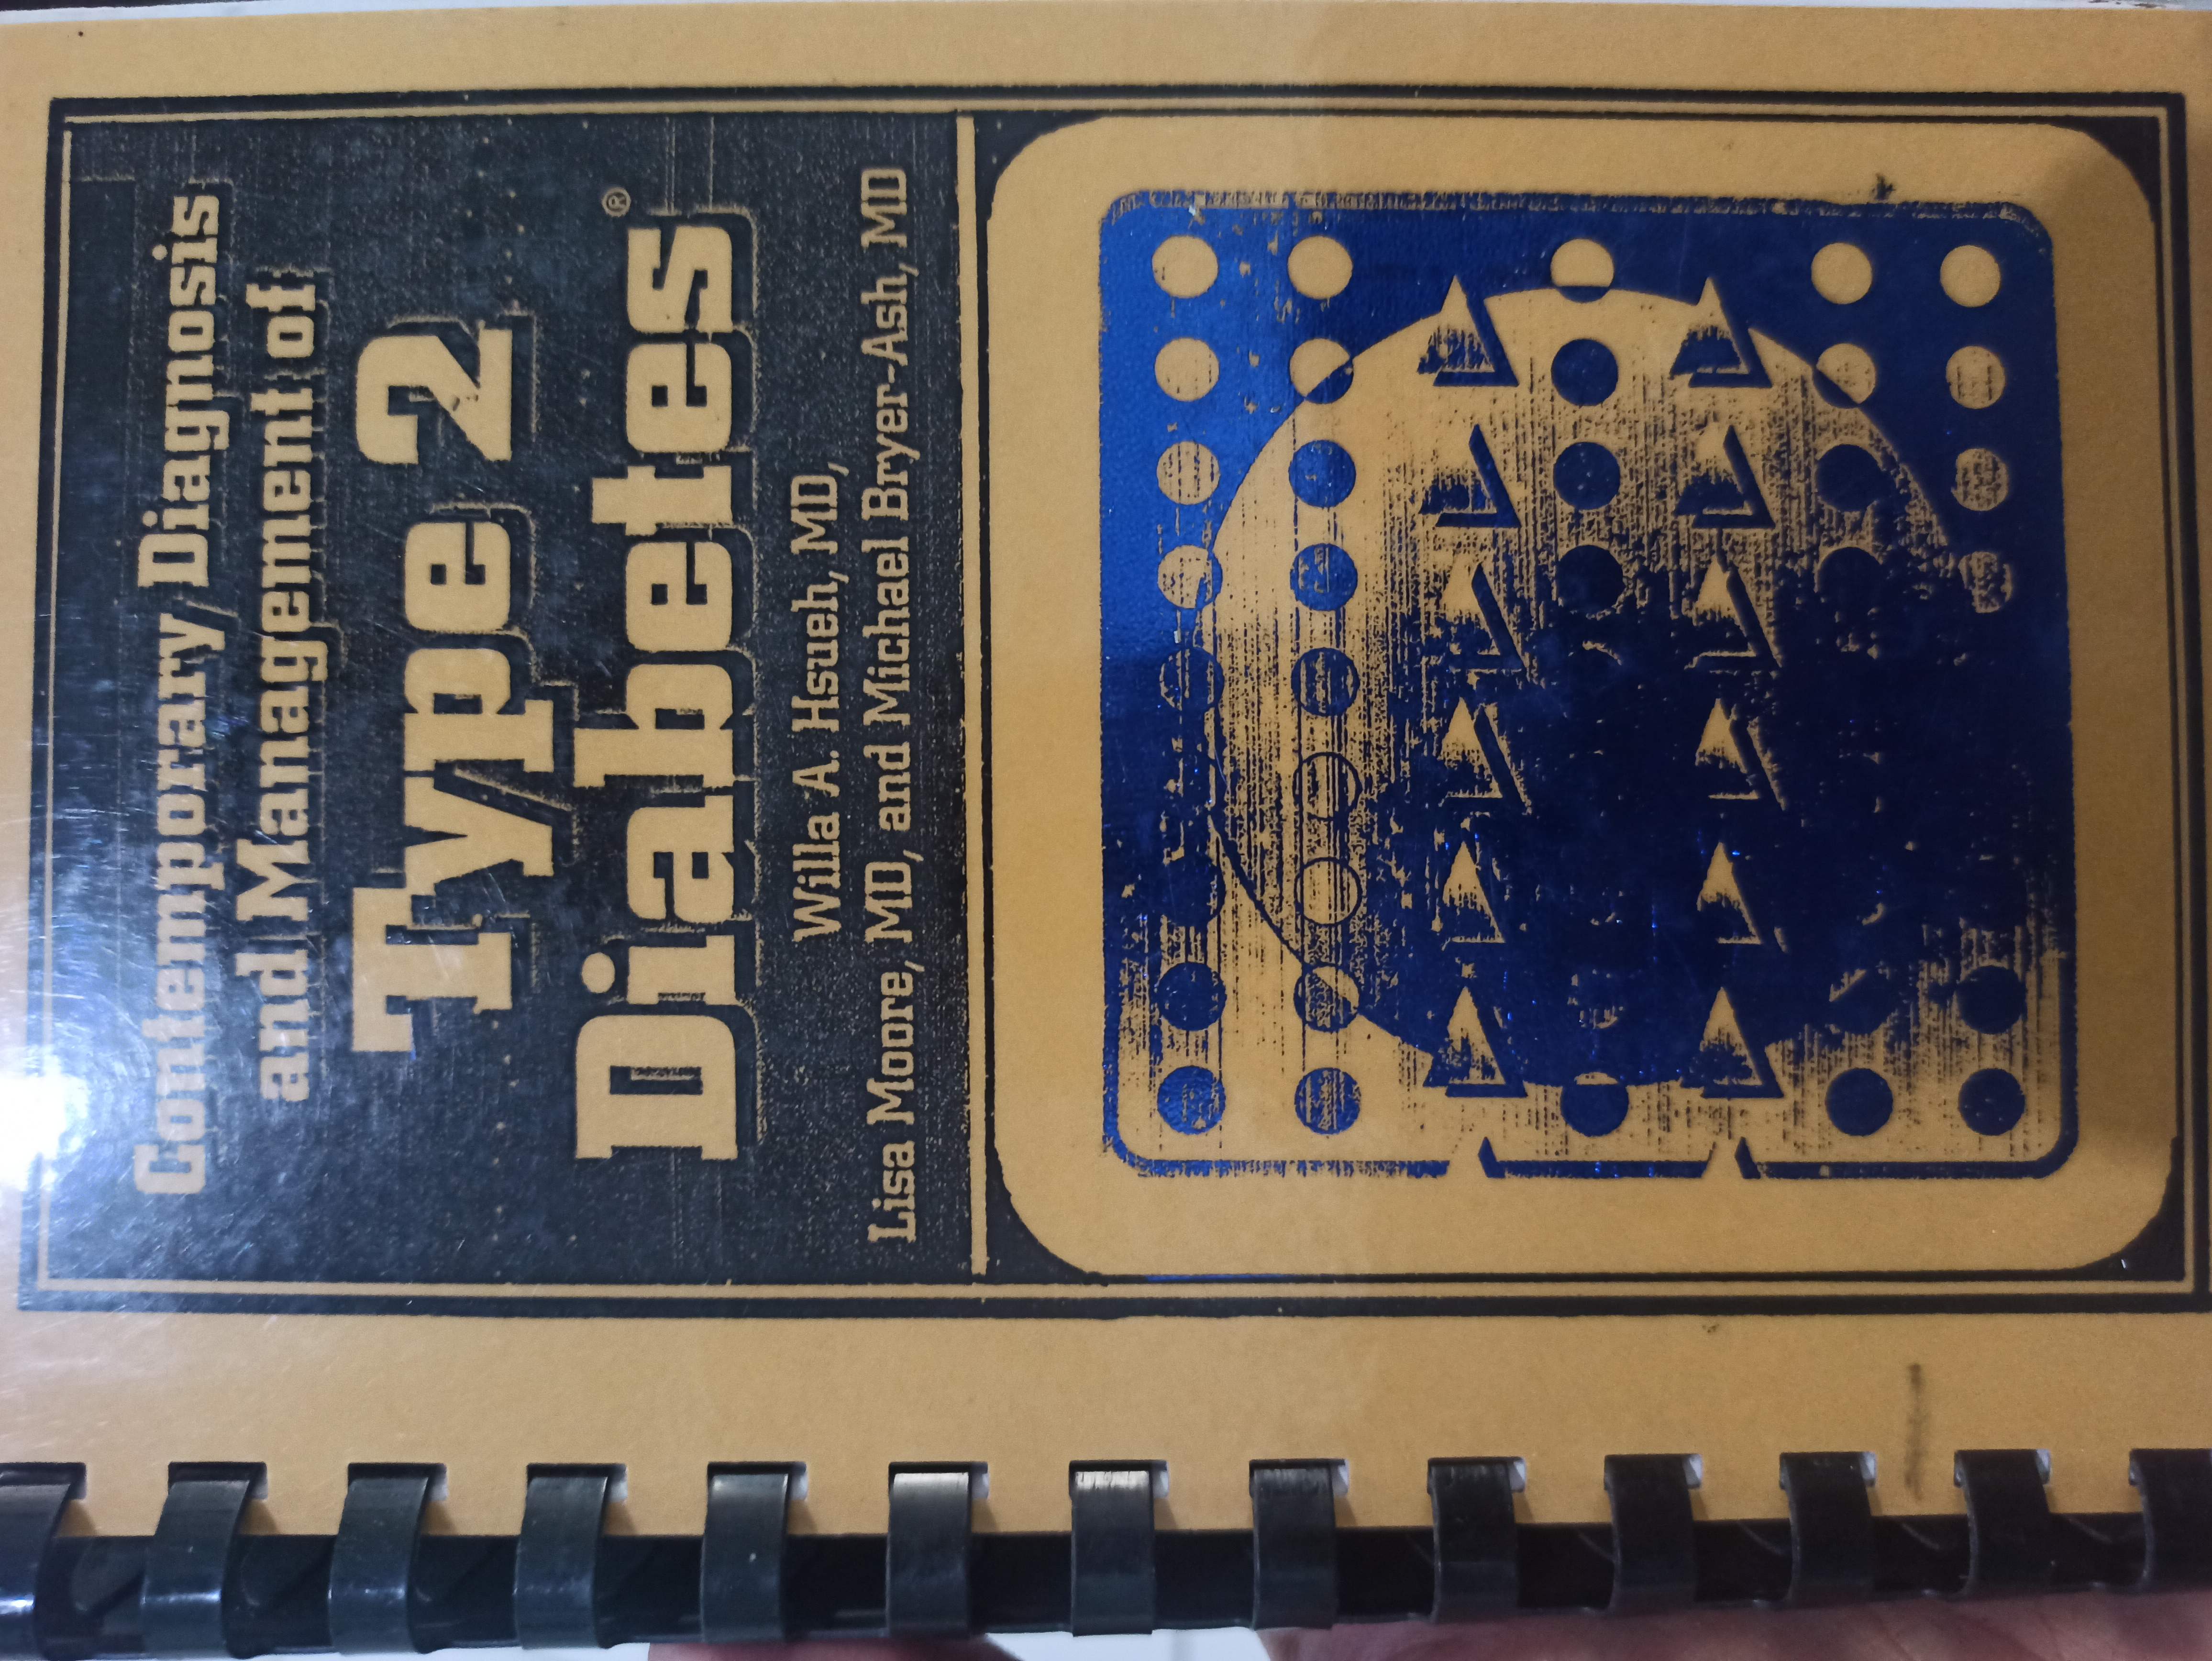 Contemporary Diagnosis
and Management of
Type 2
Diabetes®
Willa A. Hsueh, MD,
Lisa Moore, MD, and Michael Bryer-Ash, MD